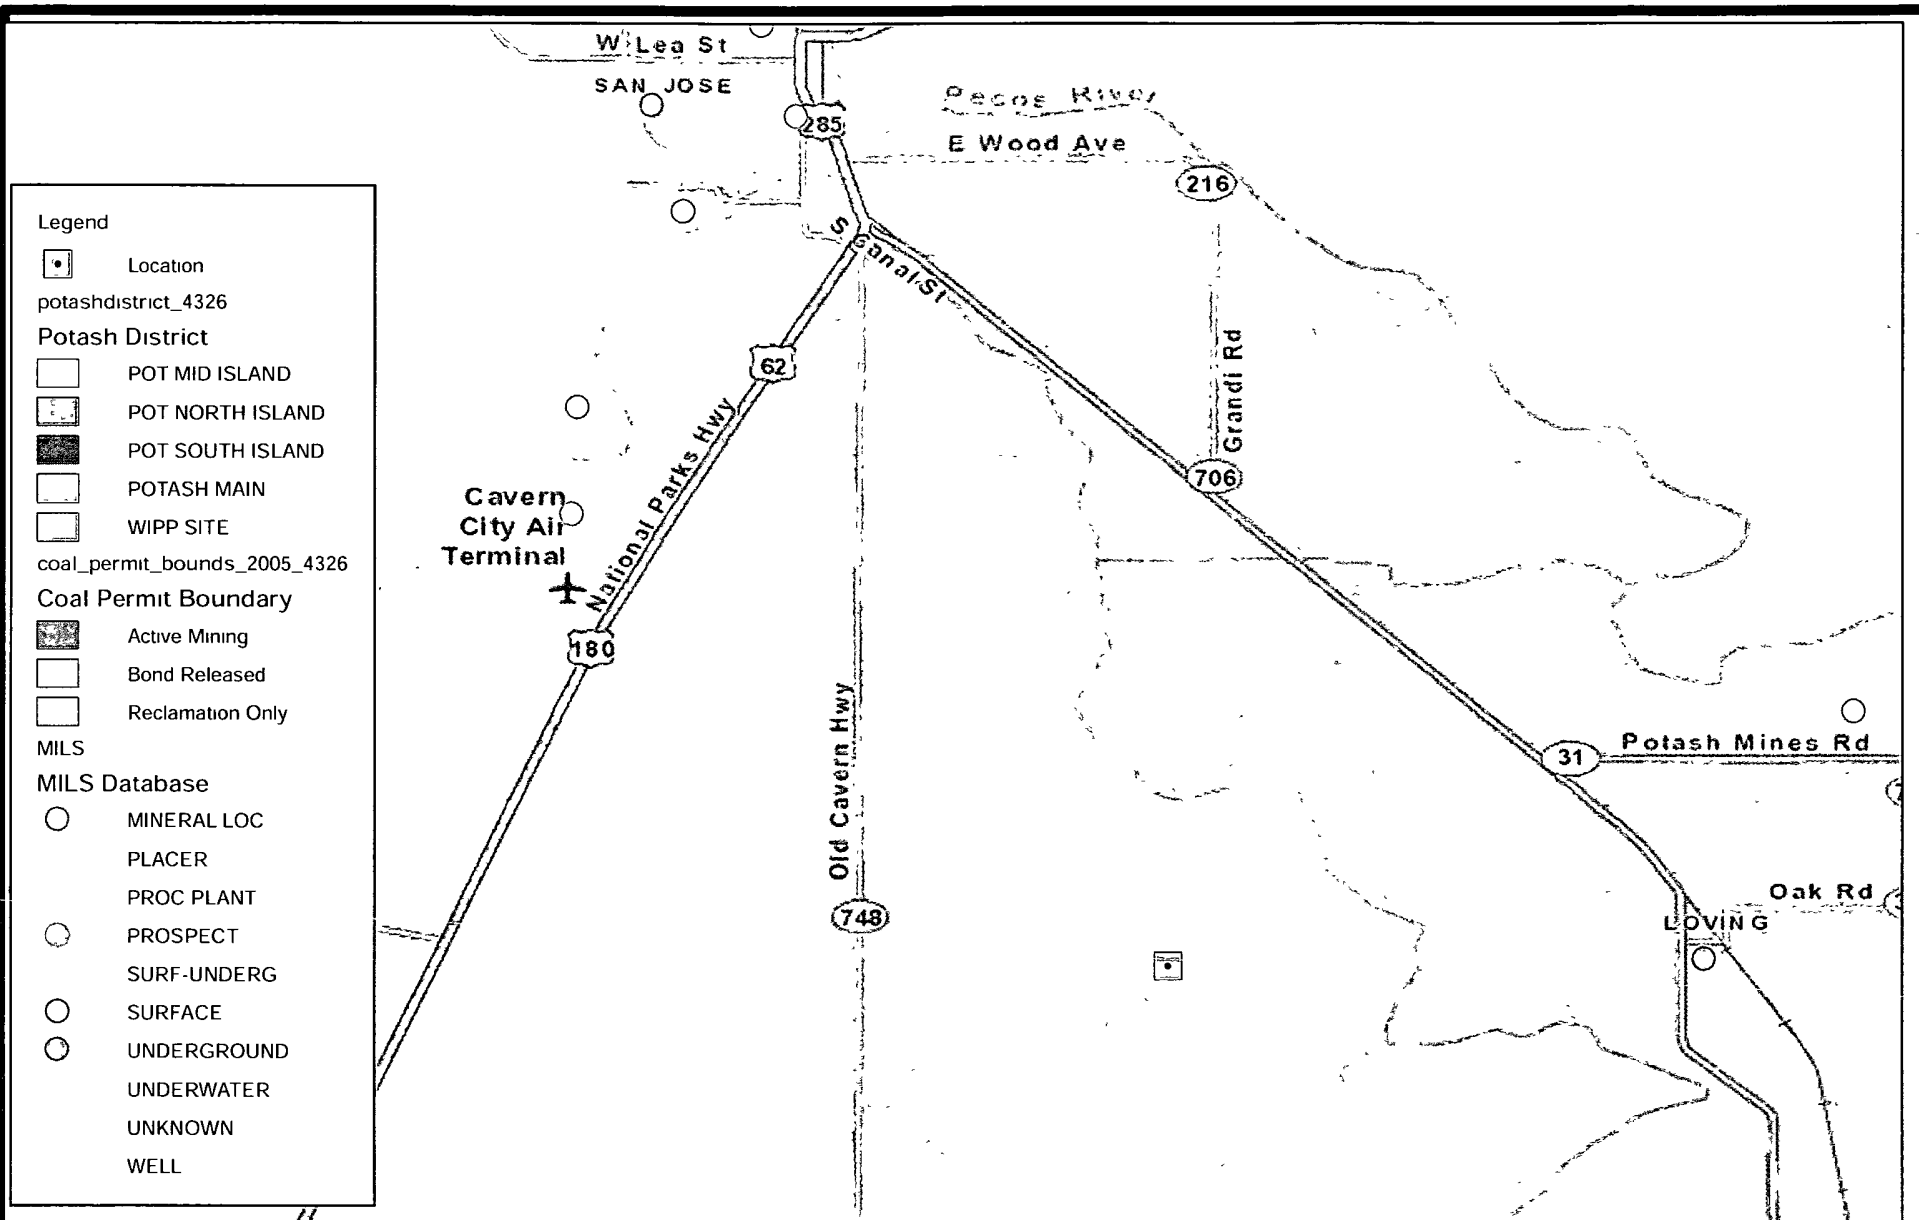 W Lea St
SAN JOSE
285
Pecos River
E Wood Ave
216
S Canal St
Legend
Location
potashdistrict_4326
Potash District
POT MID ISLAND
POT NORTH ISLAND
POT SOUTH ISLAND
POTASH MAIN
WIPP SITE
coal_permit_bounds_2005_4326
Coal Permit Boundary
Active Mining
Bond Released
Reclamation Only
MILS
MILS Database
MINERAL LOC
PLACER
PROC PLANT
PROSPECT
SURF-UNDERG
SURFACE
UNDERGROUND
UNDERWATER
UNKNOWN
WELL
62
National Parks Hwy
Grandi Rd
706
Cavern
City Air
Terminal
180
Old Cavern Hwy
748
31
Potash Mines Rd
Oak Rd
LOVING